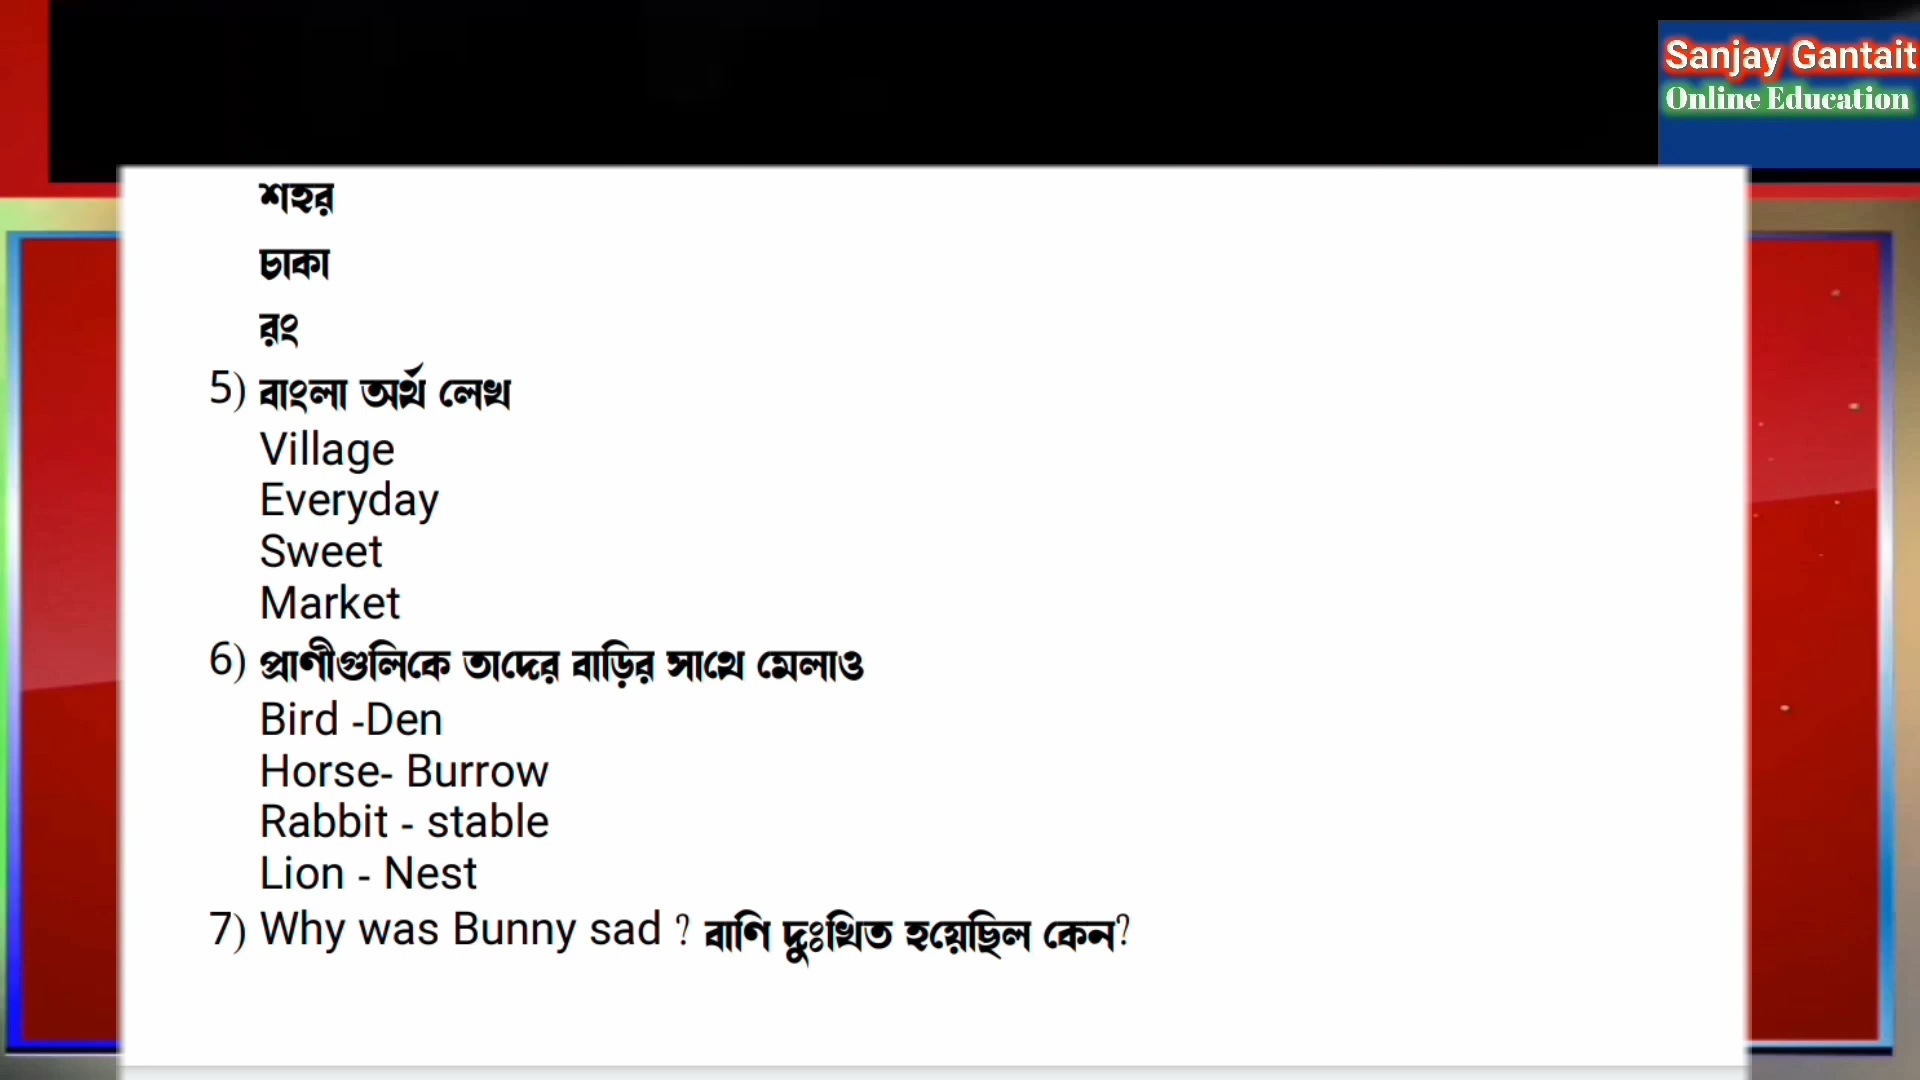 Sanjay Gantait
Online Education
শহর
চাকা
রং
5) বাংলা অর্থ লেখ
Village
Everyday
Sweet
Market
6) প্রাণীগুলিকে তাদের বাড়ির সাথে মেলাও
Bird -Den
Horse- Burrow
Rabbit - stable
Lion - Nest
7) Why was Bunny sad ? বাণি দুঃখিত হয়েছিল কেন?